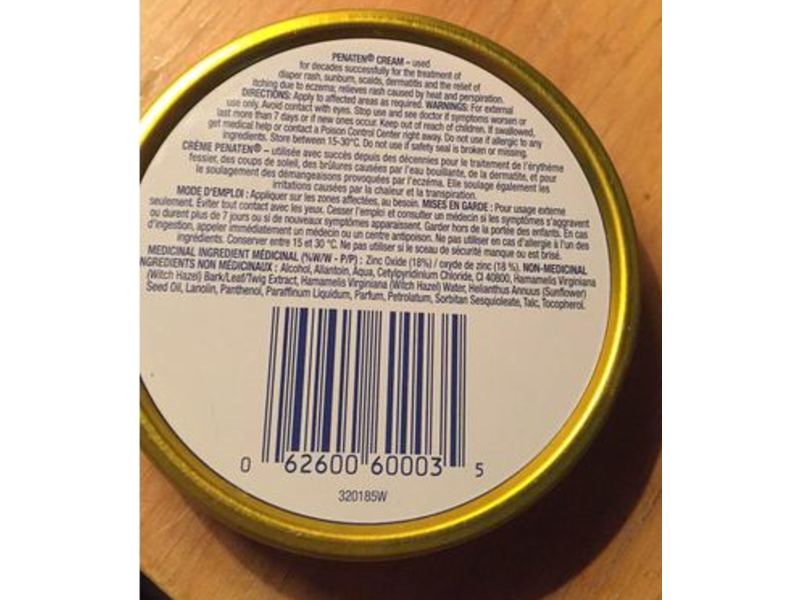 PENATEN® CREAM – used
for decades successfully for the treatment of
diaper rash, sunburn, scalds, dermatitis and the relief of
itching due to eczema; relieves rash caused by heat and perspiration.
DIRECTIONS: Apply to affected areas as required. WARNINGS: For external
use only. Avoid contact with eyes. Stop use and see doctor if symptoms worsen or
last more than 7 days or if new ones occur. Keep out of reach of children. If swallowed,
get medical help or contact a Poison Control Center right away. Do not use if allergic to any
ingredients. Store between 15-30°C. Do not use if safety seal is broken or missing.
CRÈME PENATEN® – utilisée avec succès depuis des décennies pour le traitement de l'érythème
fessier, des coups de soleil, des brûlures causées par l'eau bouillante, de la dermatite, et pour
le soulagement des démangeaisons provoquées par l'eczéma. Elle soulage également les
irritations causées par la chaleur et la transpiration.
MODE D'EMPLOI : Appliquer sur les zones affectées, au besoin. MISES EN GARDE : Pour usage externe
seulement. Éviter tout contact avec les yeux. Cesser l'emploi et consulter un médecin si les symptômes s'aggravent
ou durent plus de 7 jours ou si de nouveaux symptômes apparaissent. Garder hors de la portée des enfants. En cas
d'ingestion, appeler immédiatement un médecin ou un centre antipoison. Ne pas utiliser en cas d'allergie à l'un des
ingrédients. Conserver entre 15 et 30 °C. Ne pas utiliser si le sceau de sécurité manque ou est brisé.
MEDICINAL INGREDIENT MÉDICINAL (%W/W - P/P) : Zinc Oxide (18%) / oxyde de zinc (18 %). NON-MEDICINAL
INGREDIENTS NON MÉDICINAUX : Alcohol, Allantoin, Aqua, Cetylpyridinium Chloride, CI 40800, Hamamelis Virginiana
(Witch Hazel) Bark/Leaf/Twig Extract, Hamamelis Virginiana (Witch Hazel) Water, Helianthus Annuus (Sunflower)
Seed Oil, Lanolin, Panthenol, Paraffinum Liquidum, Parfum, Petrolatum, Sorbitan Sesquioleate, Talc, Tocopherol.
0 62600 60003 5
320185W